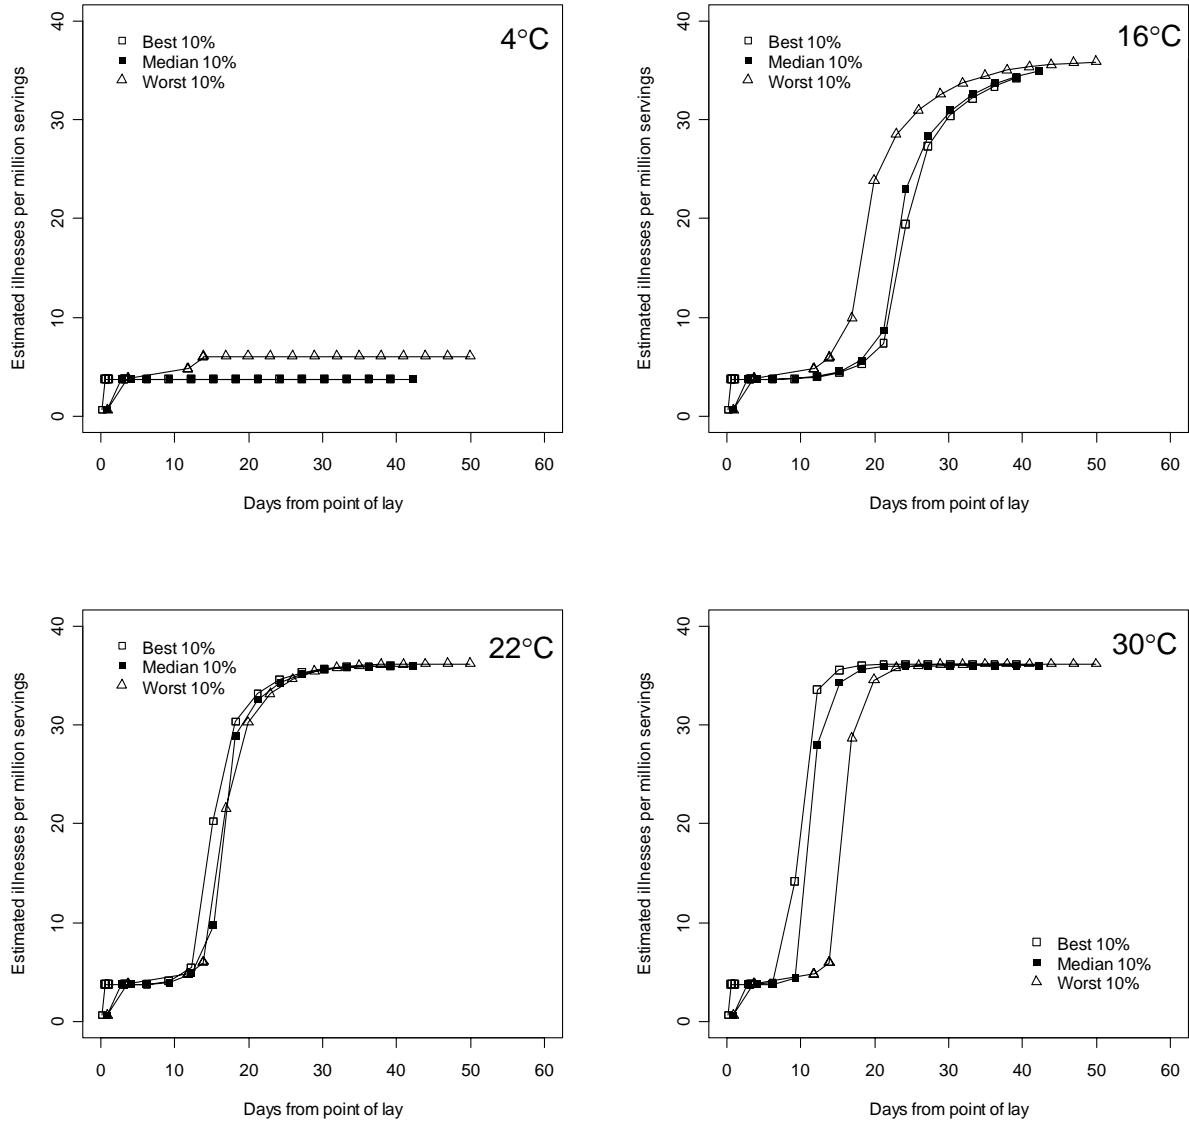 4°C
Best 10%
Median 10%
Worst 10%
Estimated illnesses per million servings
40
30
20
10
0
0 10 20 30 40 50 60
Days from point of lay
16°C
Best 10%
Median 10%
Worst 10%
Estimated illnesses per million servings
40
30
20
10
0
0 10 20 30 40 50 60
Days from point of lay
22°C
Best 10%
Median 10%
Worst 10%
Estimated illnesses per million servings
40
30
20
10
0
0 10 20 30 40 50 60
Days from point of lay
30°C
Estimated illnesses per million servings
40
30
20
10
0
Best 10%
Median 10%
Worst 10%
0 10 20 30 40 50 60
Days from point of lay